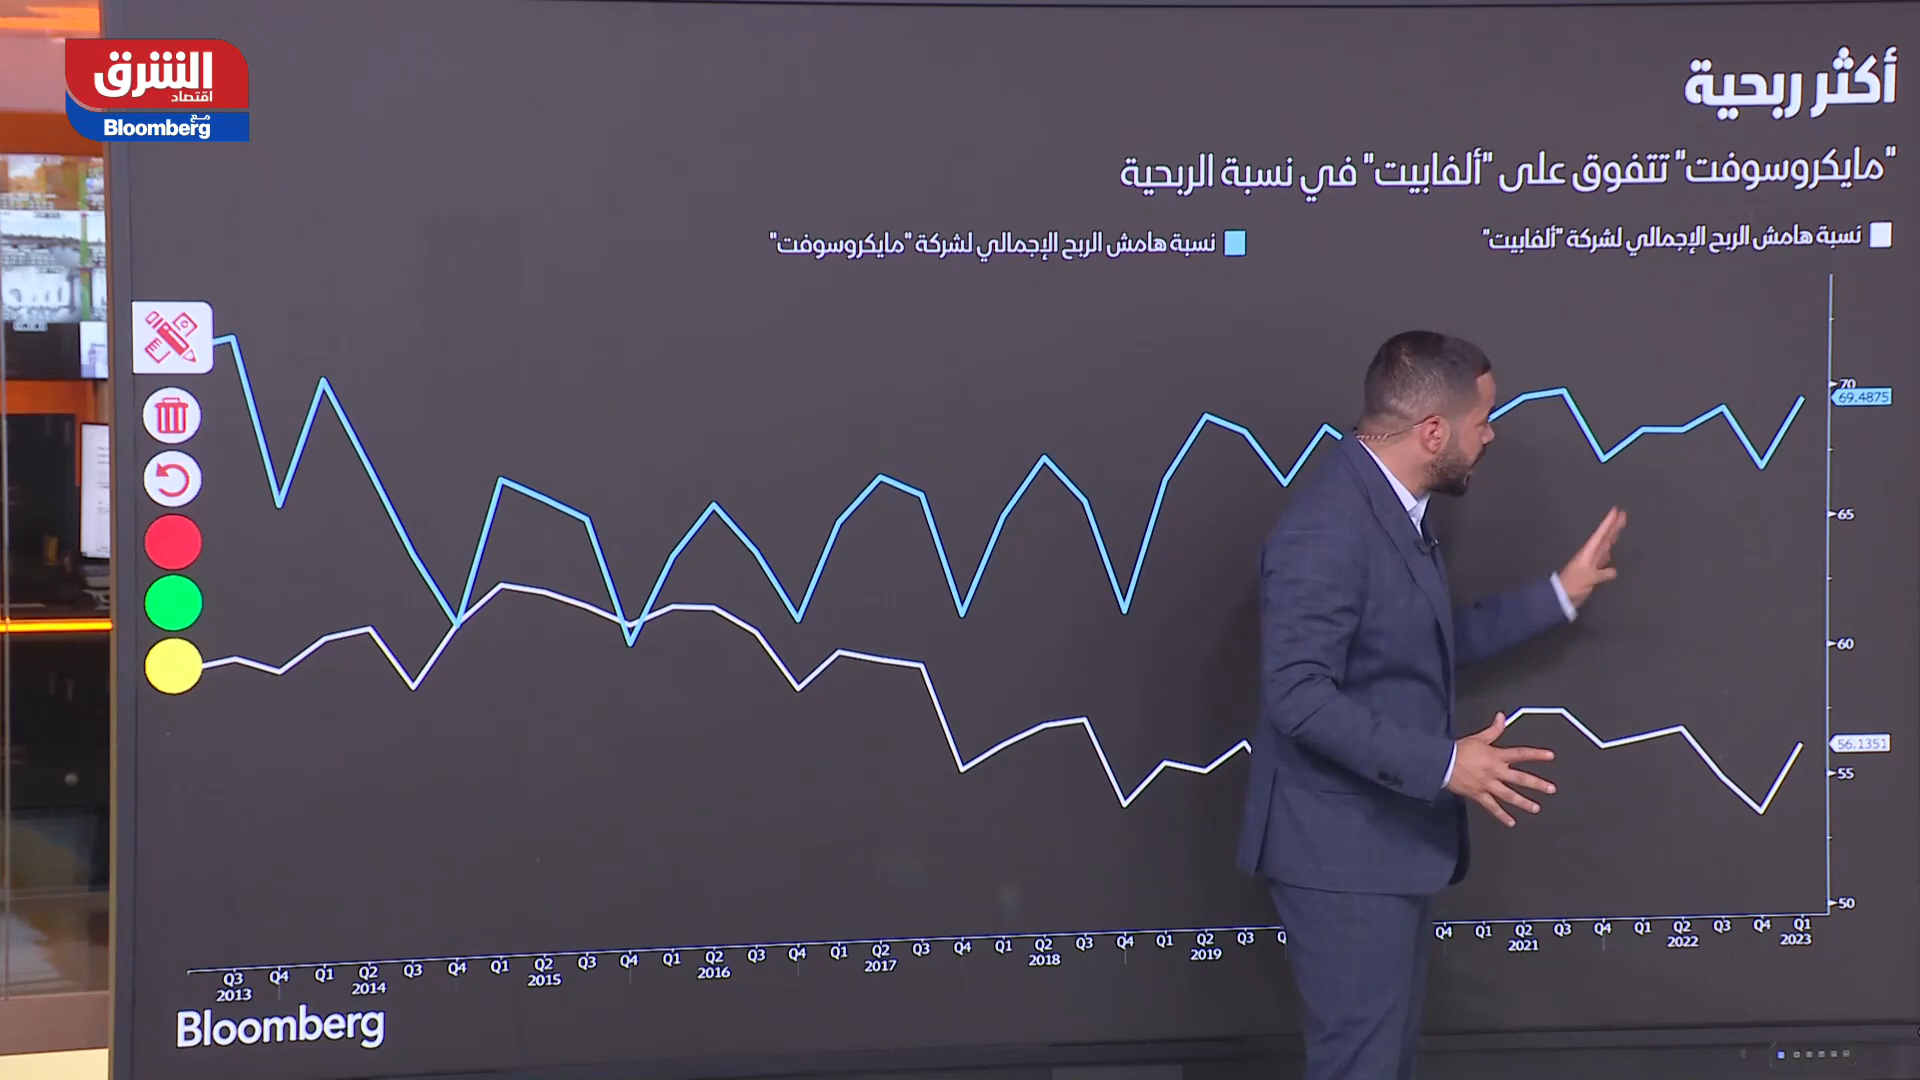 الشرق
اقتصاد
مع
Bloomberg
أكثر ربحية
"مايكروسوفت" تتفوق على "ألفابيت" في نسبة الربحية
نسبة هامش الربح الإجمالي لشركة "ألفابيت"
نسبة هامش الربح الإجمالي لشركة "مايكروسوفت"
70
69.4875
65
60
56.1351
55
50
Q3 Q4 Q1 Q2 Q3 Q4 Q1 Q2 Q3 Q4 Q1 Q2 Q3 Q4 Q1 Q2 Q3 Q4 Q1 Q2 Q3 Q4 Q1 Q2 Q3 Q4 Q1 Q2 Q3 Q4 Q1 Q2 Q3 Q4 Q1
2013 2014 2015 2016 2017 2018 2019 2021 2022 2023
Bloomberg